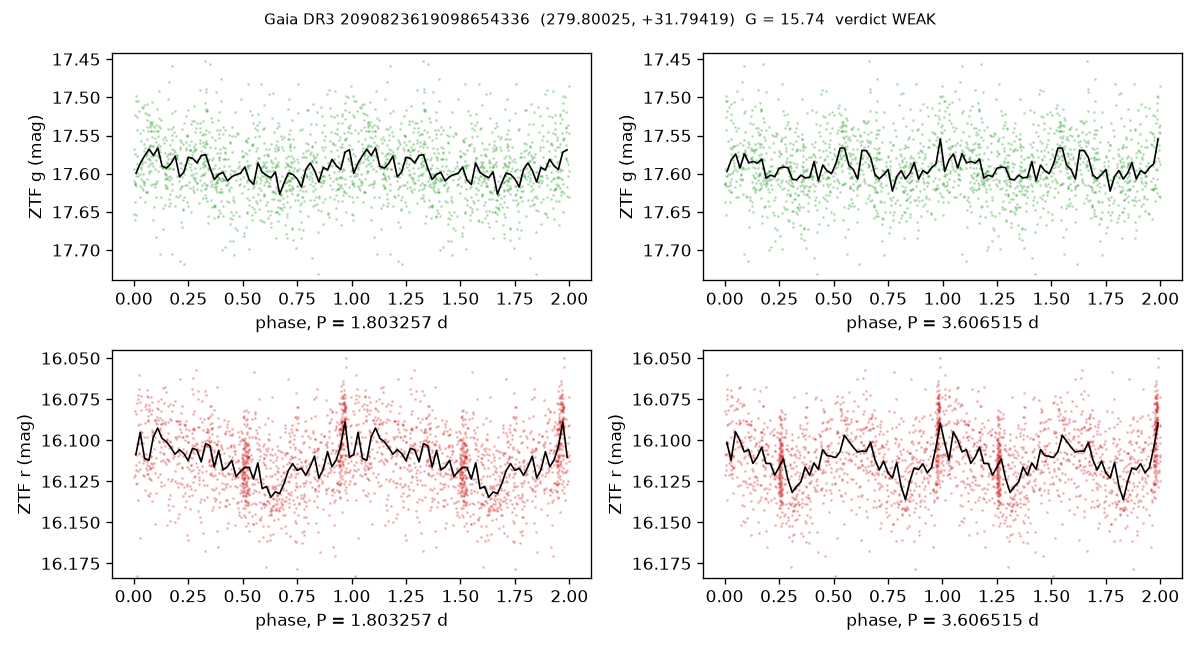 Gaia DR3 2090823619098654336  (279.80025, +31.79419)  G = 15.74  verdict WEAK
17.45
17.50
17.55
17.60
17.65
17.70
ZTF g (mag)
0.00 0.25 0.50 0.75 1.00 1.25 1.50 1.75 2.00
phase, P = 1.803257 d
17.45
17.50
17.55
17.60
17.65
17.70
ZTF g (mag)
0.00 0.25 0.50 0.75 1.00 1.25 1.50 1.75 2.00
phase, P = 3.606515 d
16.050
16.075
16.100
16.125
16.150
16.175
ZTF r (mag)
0.00 0.25 0.50 0.75 1.00 1.25 1.50 1.75 2.00
phase, P = 1.803257 d
16.050
16.075
16.100
16.125
16.150
16.175
ZTF r (mag)
0.00 0.25 0.50 0.75 1.00 1.25 1.50 1.75 2.00
phase, P = 3.606515 d